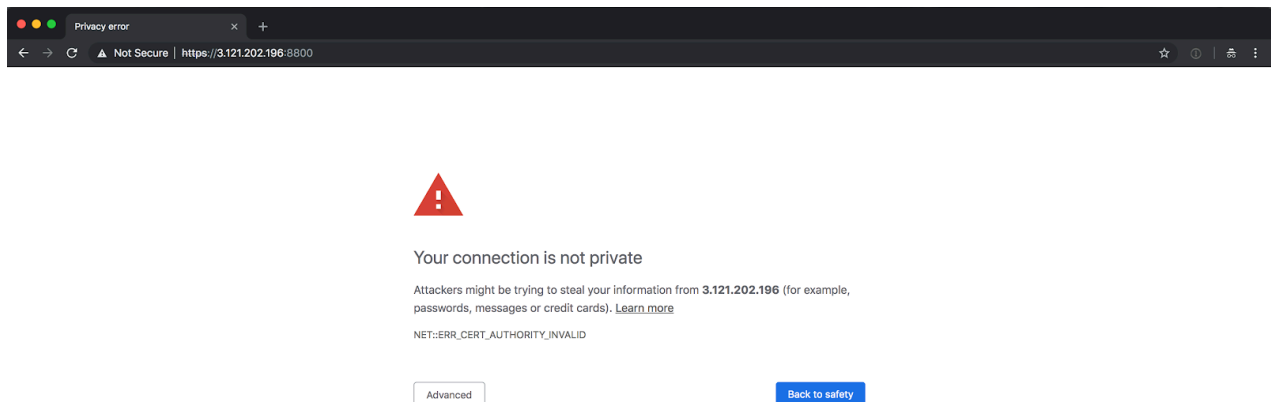 Privacy error
Not Secure | https://3.121.202.196:8800
Your connection is not private
Attackers might be trying to steal your information from 3.121.202.196 (for example,
passwords, messages or credit cards). Learn more
NET::ERR_CERT_AUTHORITY_INVALID
Advanced Back to safety